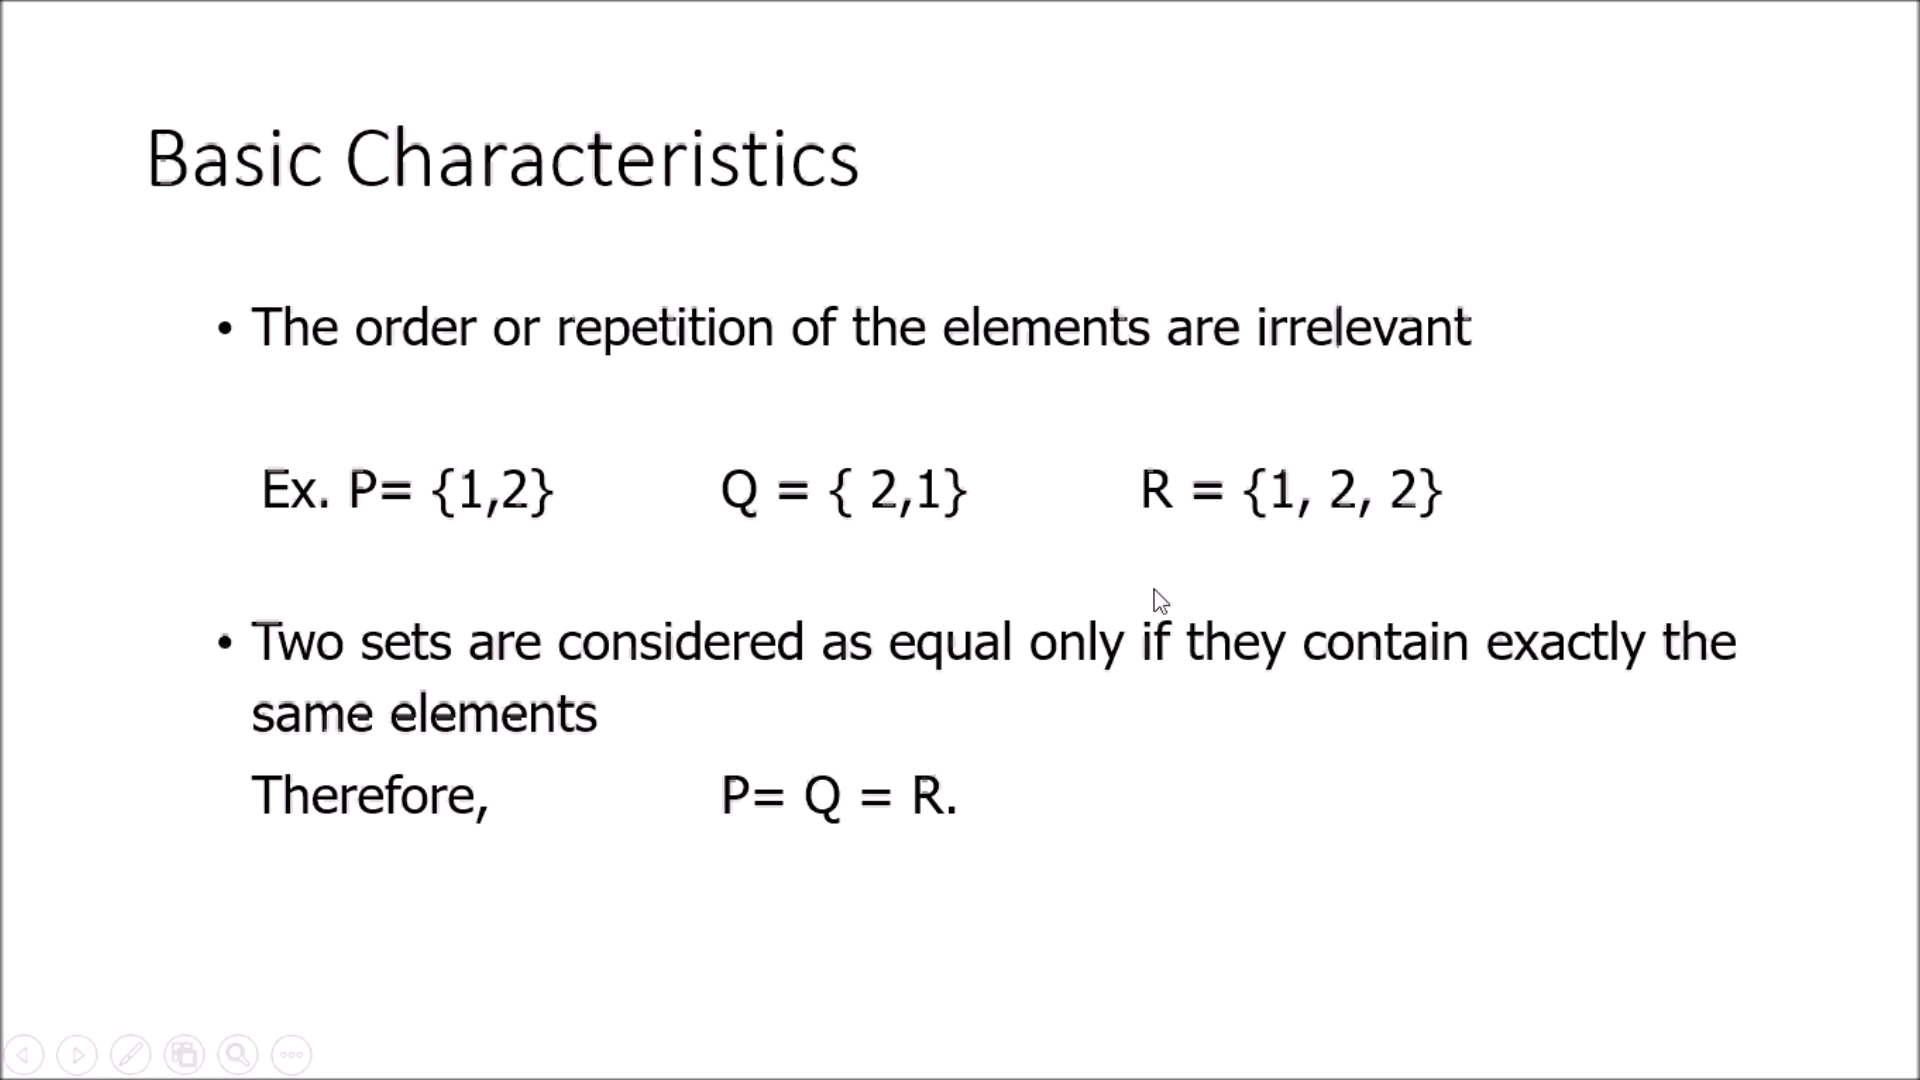 Basic Characteristics
• The order or repetition of the elements are irrelevant
Ex. P= {1,2} Q = { 2,1} R = {1, 2, 2}
• Two sets are considered as equal only if they contain exactly the
same elements
Therefore, P= Q = R.